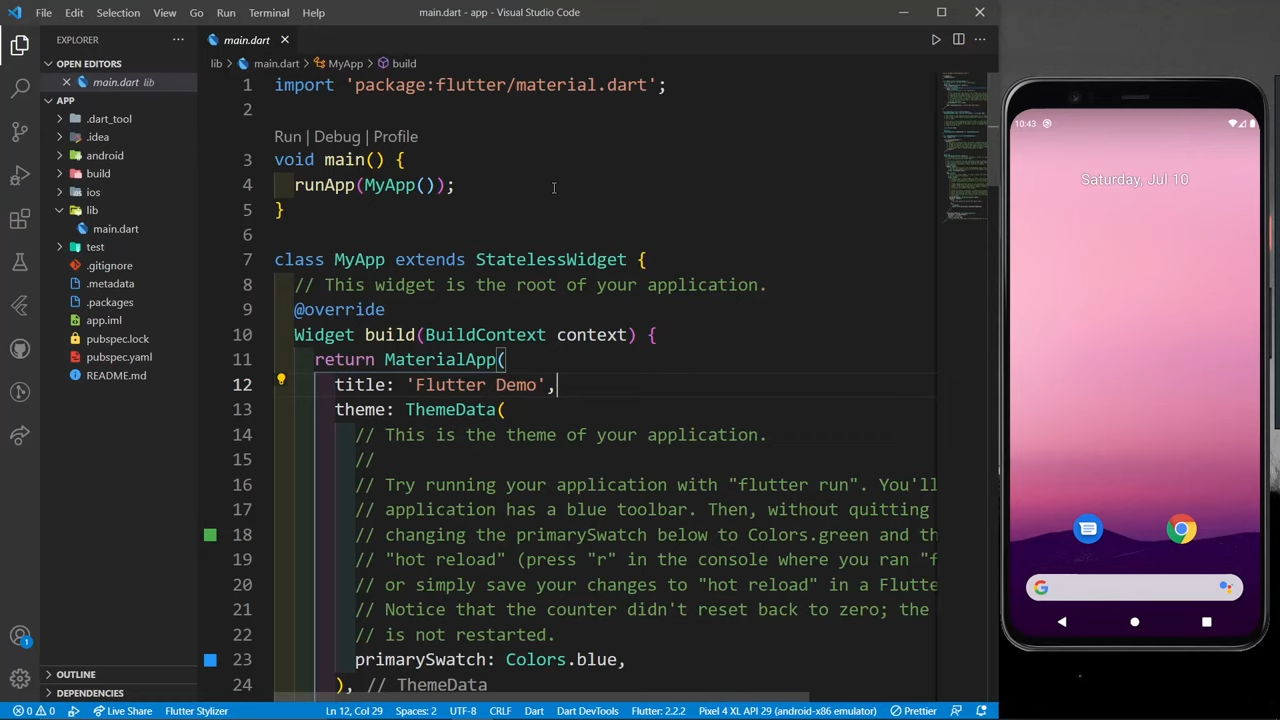 File Edit Selection View Go Run Terminal Help
main.dart - app - Visual Studio Code
EXPLORER
OPEN EDITORS
main.dart lib
APP
.dart_tool
.idea
android
build
ios
lib
main.dart
test
.gitignore
.metadata
.packages
app.iml
pubspec.lock
pubspec.yaml
README.md
OUTLINE
DEPENDENCIES
main.dart
lib > main.dart > MyApp > build
1 import 'package:flutter/material.dart';
2
Run | Debug | Profile
3 void main() {
4 runApp(MyApp());
5 }
6
7 class MyApp extends StatelessWidget {
8 // This widget is the root of your application.
9 @override
10 Widget build(BuildContext context) {
11 return MaterialApp(
12 title: 'Flutter Demo',
13 theme: ThemeData(
14 // This is the theme of your application.
15 //
16 // Try running your application with "flutter run". You'll
17 // application has a blue toolbar. Then, without quitting
18 // changing the primarySwatch below to Colors.green and th
19 // "hot reload" (press "r" in the console where you ran "f
20 // or simply save your changes to "hot reload" in a Flutte
21 // Notice that the counter didn't reset back to zero; the
22 // is not restarted.
23 primarySwatch: Colors.blue,
24 ), // ThemeData
1
0 0 Live Share Flutter Stylizer
Ln 12, Col 29 Spaces: 2 UTF-8 CRLF Dart Dart DevTools Flutter: 2.2.2 Pixel 4 XL API 29 (android-x86 emulator) Prettier
10:43
Saturday, Jul 10
G